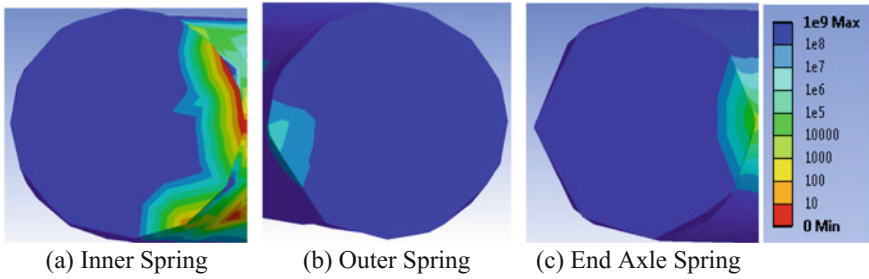 1e9 Max
1e8
1e7
1e6
1e5
10000
1000
100
10
0 Min
(a) Inner Spring
(b) Outer Spring
(c) End Axle Spring